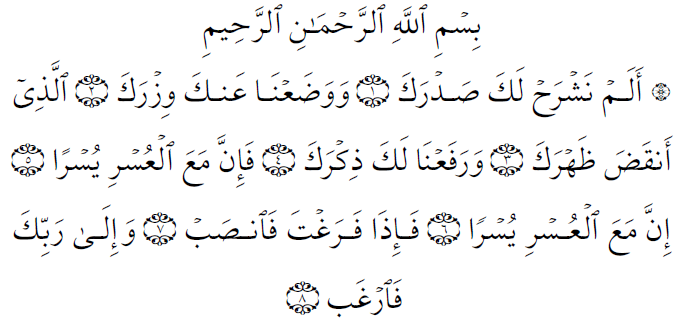 بِسْمِ ٱللَّهِ ٱلرَّحْمَـٰنِ ٱلرَّحِيمِ
۞ أَلَمْ نَشْرَحْ لَكَ صَدْرَكَ ١ وَوَضَعْنَا عَنكَ وِزْرَكَ ٢ ٱلَّذِىٓ
أَنقَضَ ظَهْرَكَ ٣ وَرَفَعْنَا لَكَ ذِكْرَكَ ٤ فَإِنَّ مَعَ ٱلْعُسْرِ يُسْرًا ٥
إِنَّ مَعَ ٱلْعُسْرِ يُسْرًا ٦ فَإِذَا فَرَغْتَ فَٱنصَبْ ٧ وَإِلَىٰ رَبِّكَ
فَٱرْغَب ٨